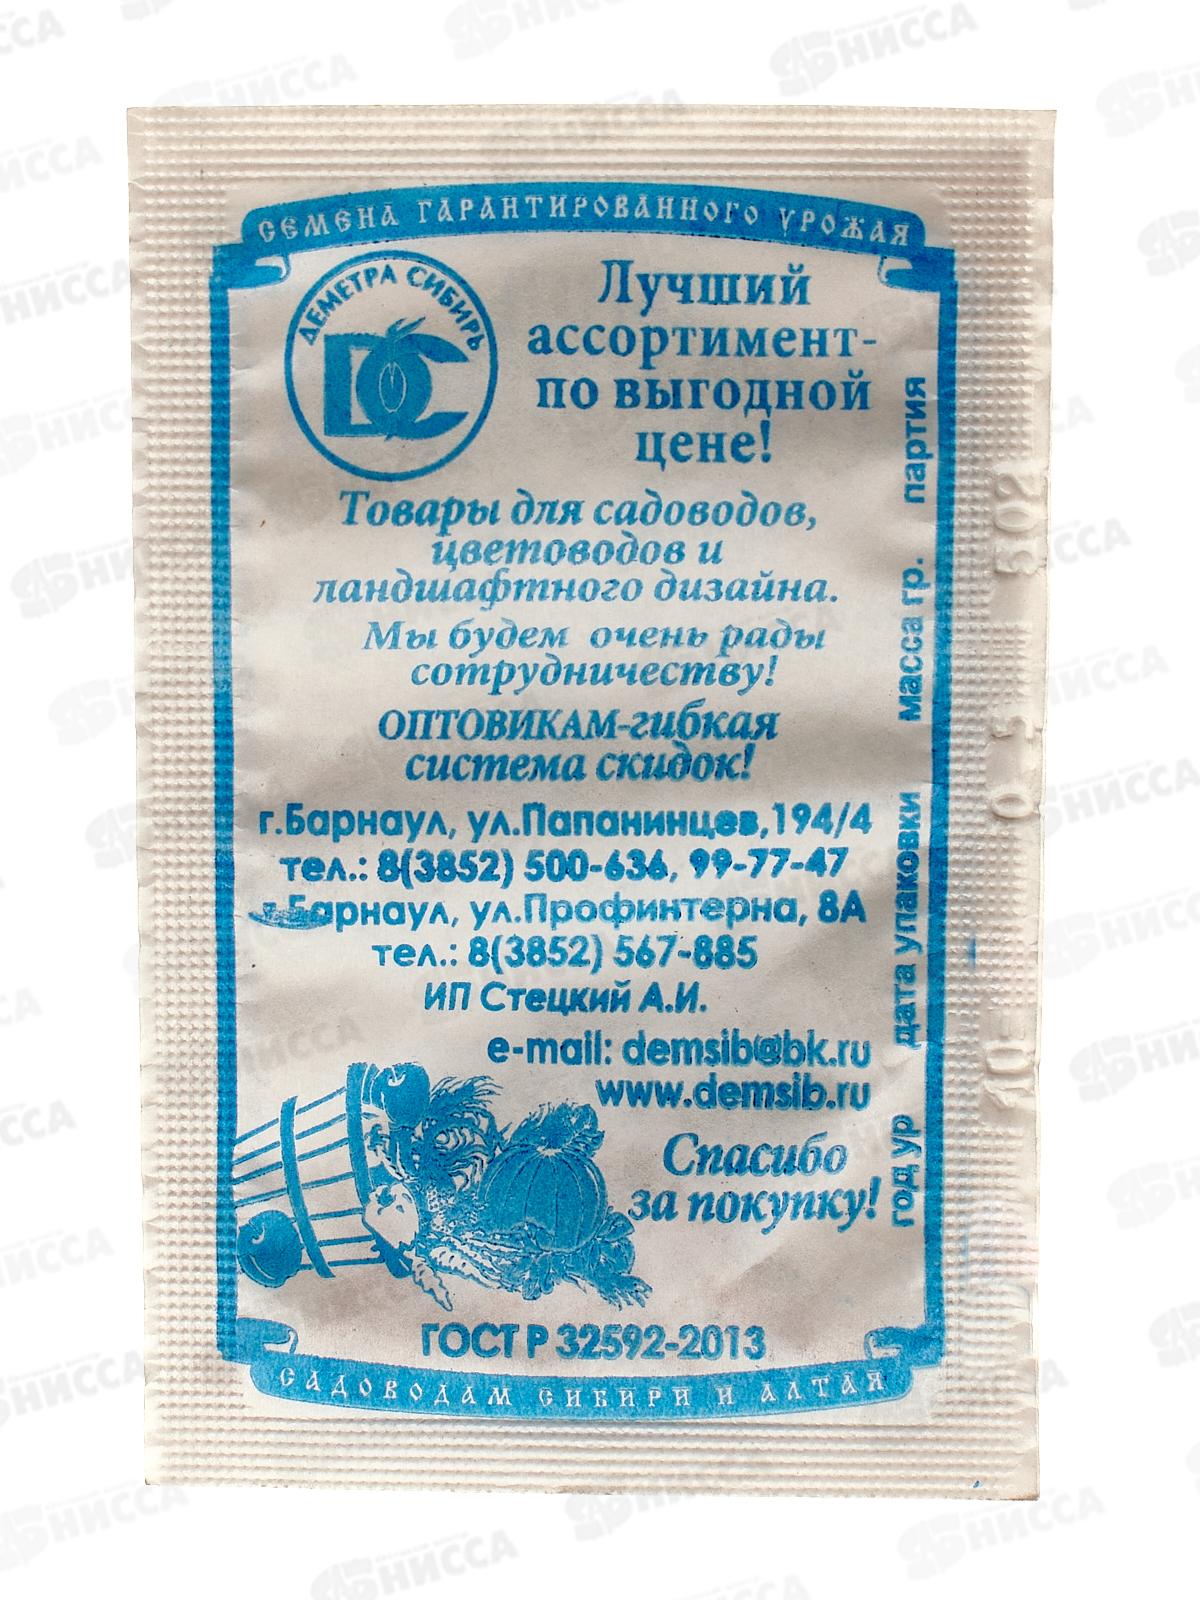 СЕМЕНА ГАРАНТИРОВАННОГО УРОЖАЯ
ДЕМЕТРА СИБИРЬ
DC
Лучший
ассортимент-
по выгодной
цене!
Товары для садоводов,
цветоводов и
ландшафтного дизайна.
Мы будем очень рады
сотрудничеству!
ОПТОВИКАМ-гибкая
система скидок!
г.Барнаул, ул.Папанинцев,194/4
тел.: 8(3852) 500-636, 99-77-47
г.Барнаул, ул.Профинтерна, 8А
тел.: 8(3852) 567-885
ИП Стецкий А.И.
e-mail: demsib@bk.ru
www.demsib.ru
Спасибо
за покупку!
ГОСТ Р 32592-2013
САДОВОДАМ СИБИРИ И АЛТАЯ
год ур дата упаковки масса гр. партия
НИССА